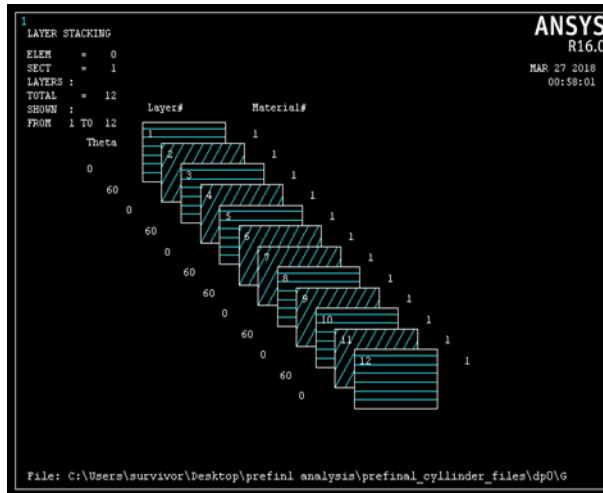 1
ANSYS
R16.0
LAYER STACKING
ELEM = 0
SECT = 1
LAYERS :
TOTAL = 12
SHOWN :
FROM 1 TO 12
MAR 27 2018
00:58:01
Layer# Material#
Theta
1 1
0 2 1
60 3 1
0 4 1
60 5 1
0 6 1
60 7 1
60 8 1
0 9 1
60 10 1
0 11 1
60 12 1
0
File: C:\Users\survivor\Desktop\prefinl analysis\prefinal_cyllinder_files\dp0\G